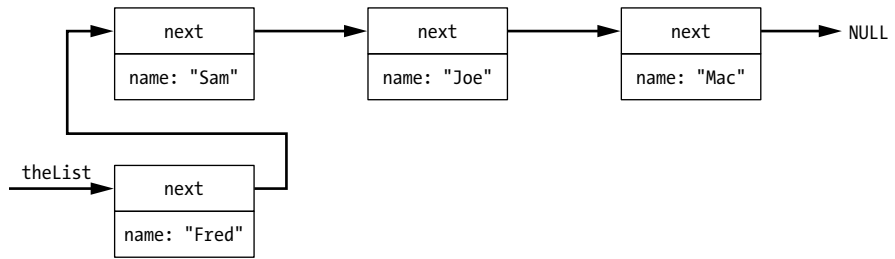 next
next
next
NULL
name: "Sam"
name: "Joe"
name: "Mac"
theList
next
name: "Fred"